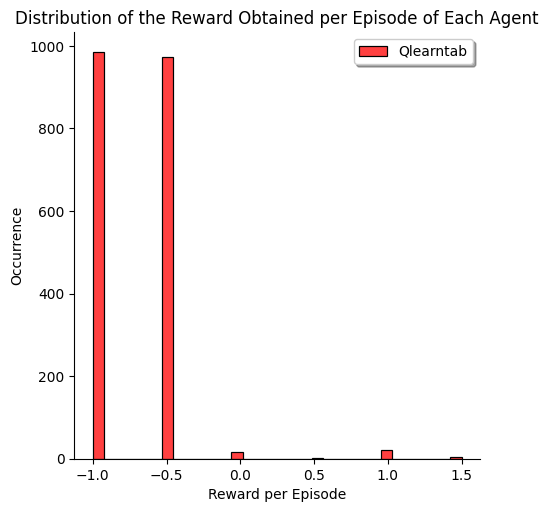 Distribution of the Reward Obtained per Episode of Each Agent
Qlearntab
Occurrence
1000
800
600
400
200
0
−1.0 −0.5 0.0 0.5 1.0 1.5
Reward per Episode